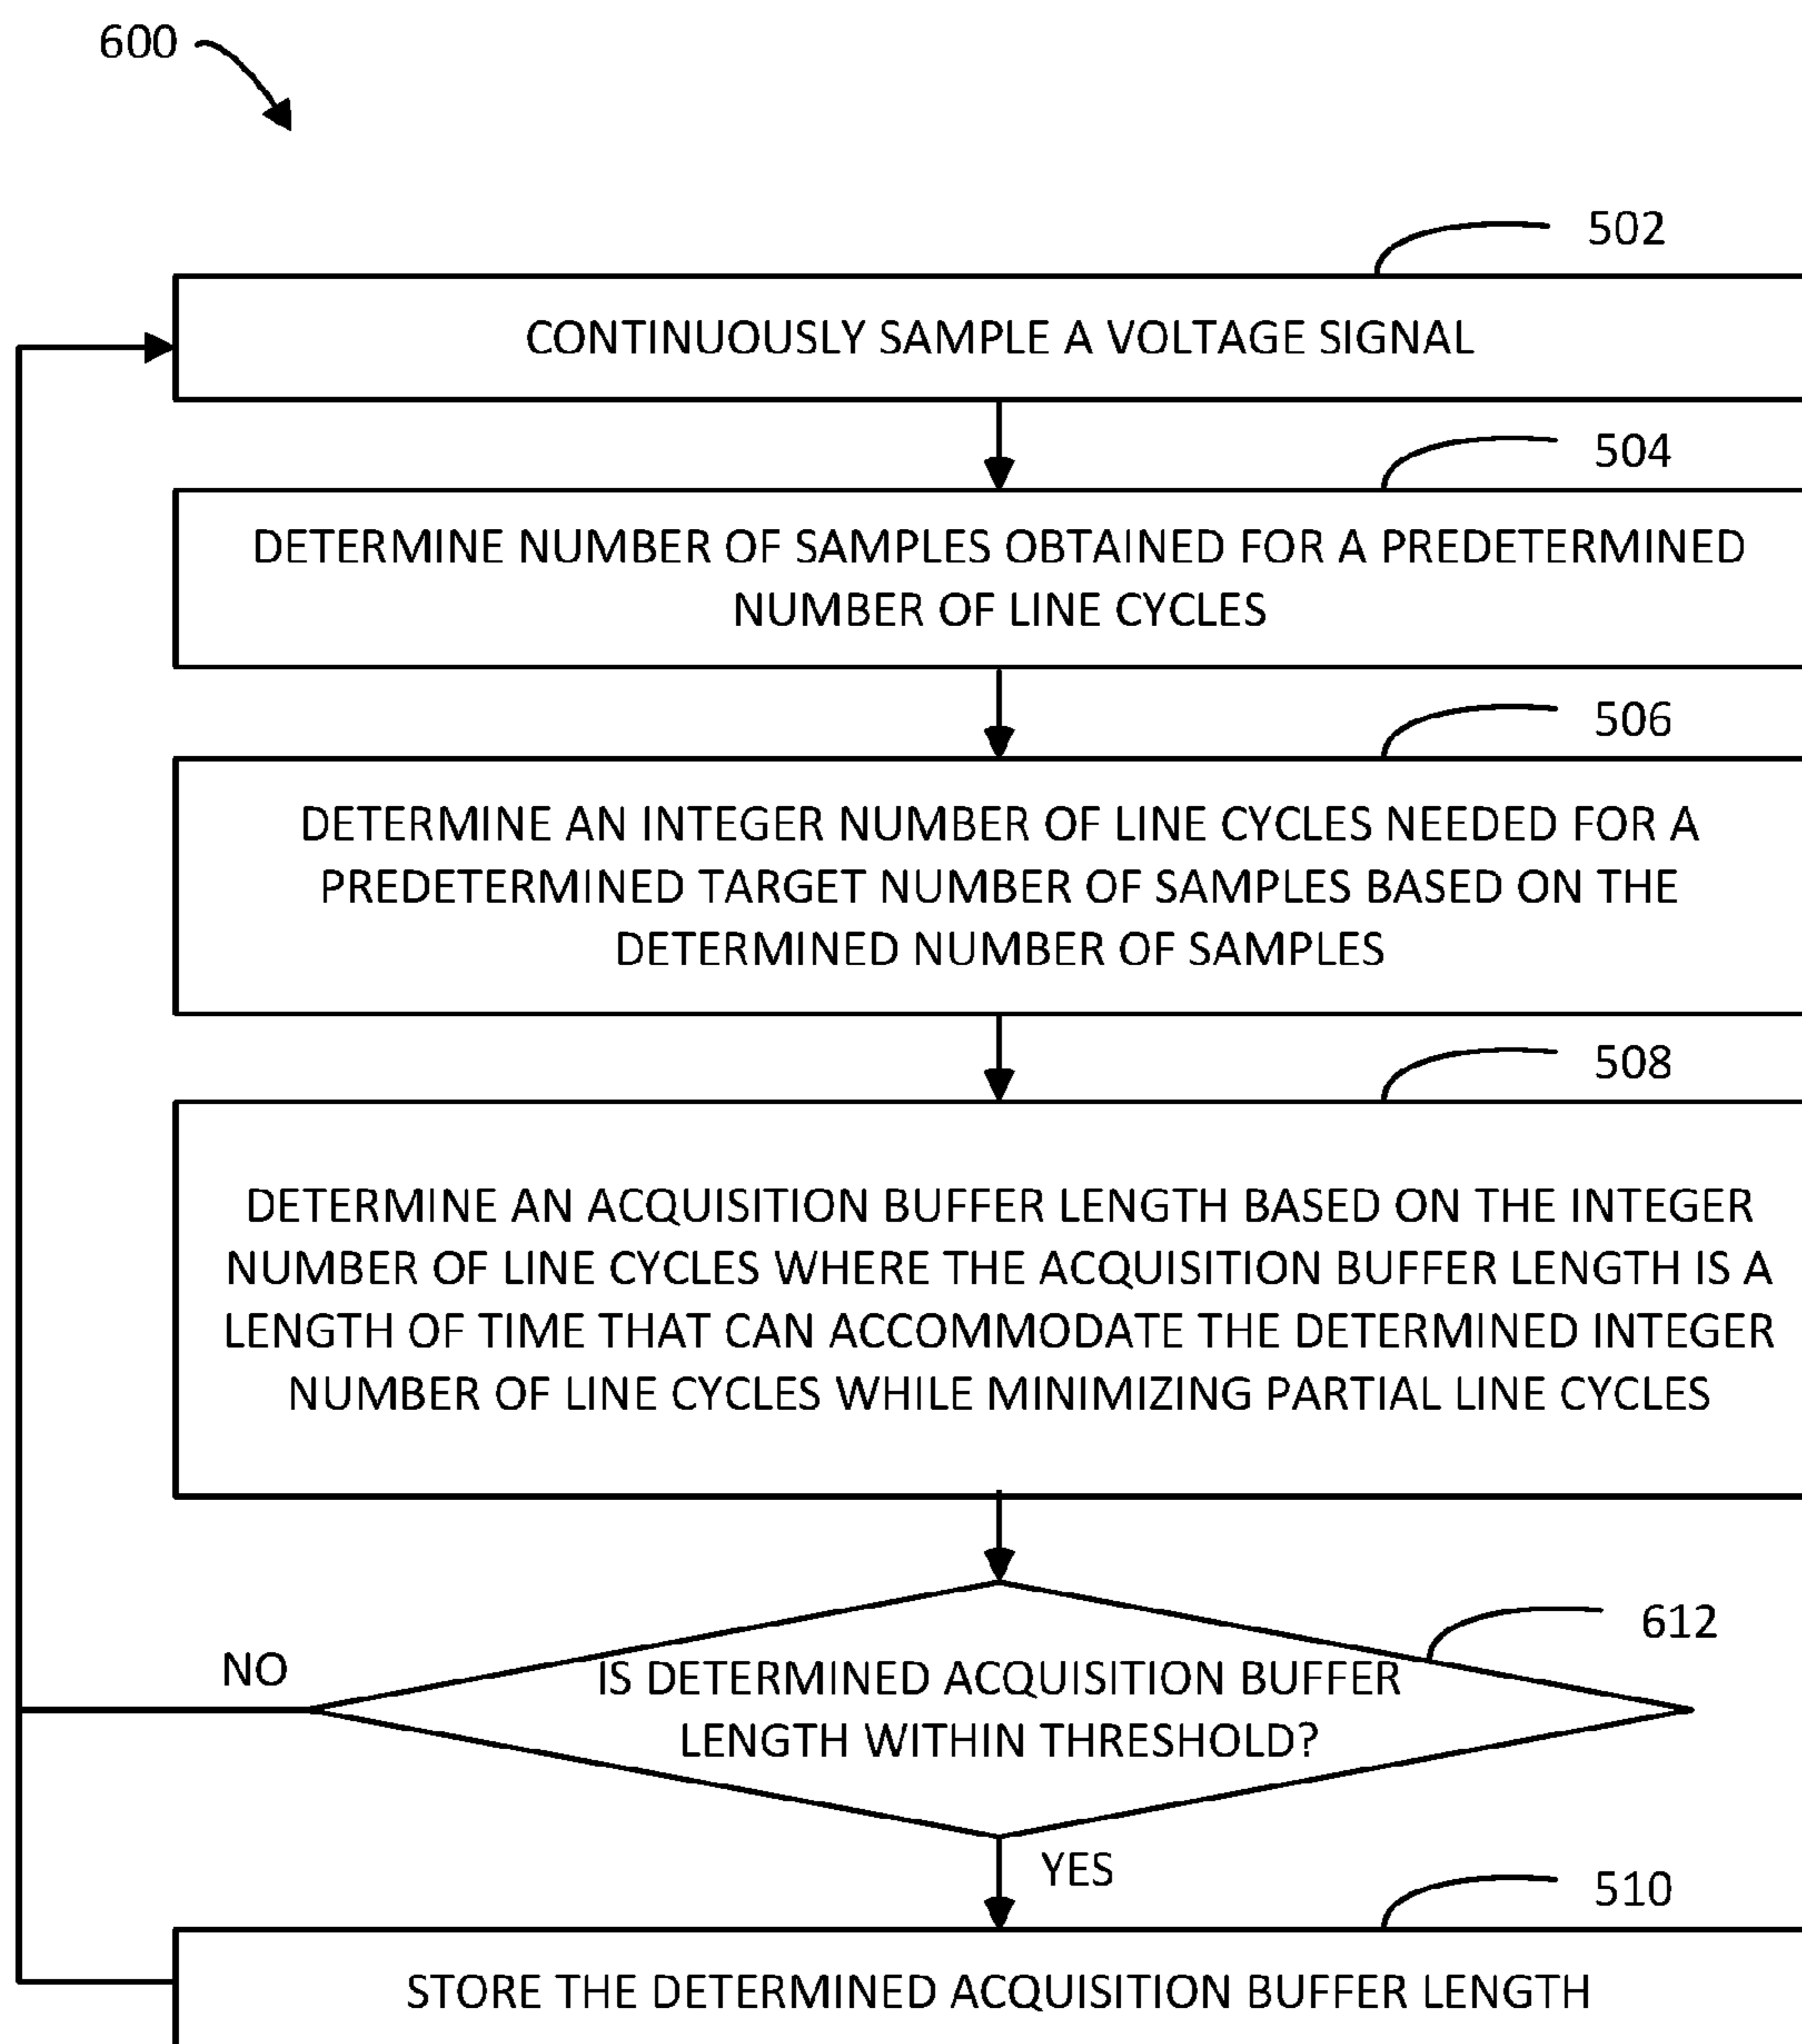 600
502
CONTINUOUSLY SAMPLE A VOLTAGE SIGNAL
504
DETERMINE NUMBER OF SAMPLES OBTAINED FOR A PREDETERMINED
NUMBER OF LINE CYCLES
506
DETERMINE AN INTEGER NUMBER OF LINE CYCLES NEEDED FOR A
PREDETERMINED TARGET NUMBER OF SAMPLES BASED ON THE
DETERMINED NUMBER OF SAMPLES
508
DETERMINE AN ACQUISITION BUFFER LENGTH BASED ON THE INTEGER
NUMBER OF LINE CYCLES WHERE THE ACQUISITION BUFFER LENGTH IS A
LENGTH OF TIME THAT CAN ACCOMMODATE THE DETERMINED INTEGER
NUMBER OF LINE CYCLES WHILE MINIMIZING PARTIAL LINE CYCLES
612
NO
IS DETERMINED ACQUISITION BUFFER
LENGTH WITHIN THRESHOLD?
YES
510
STORE THE DETERMINED ACQUISITION BUFFER LENGTH